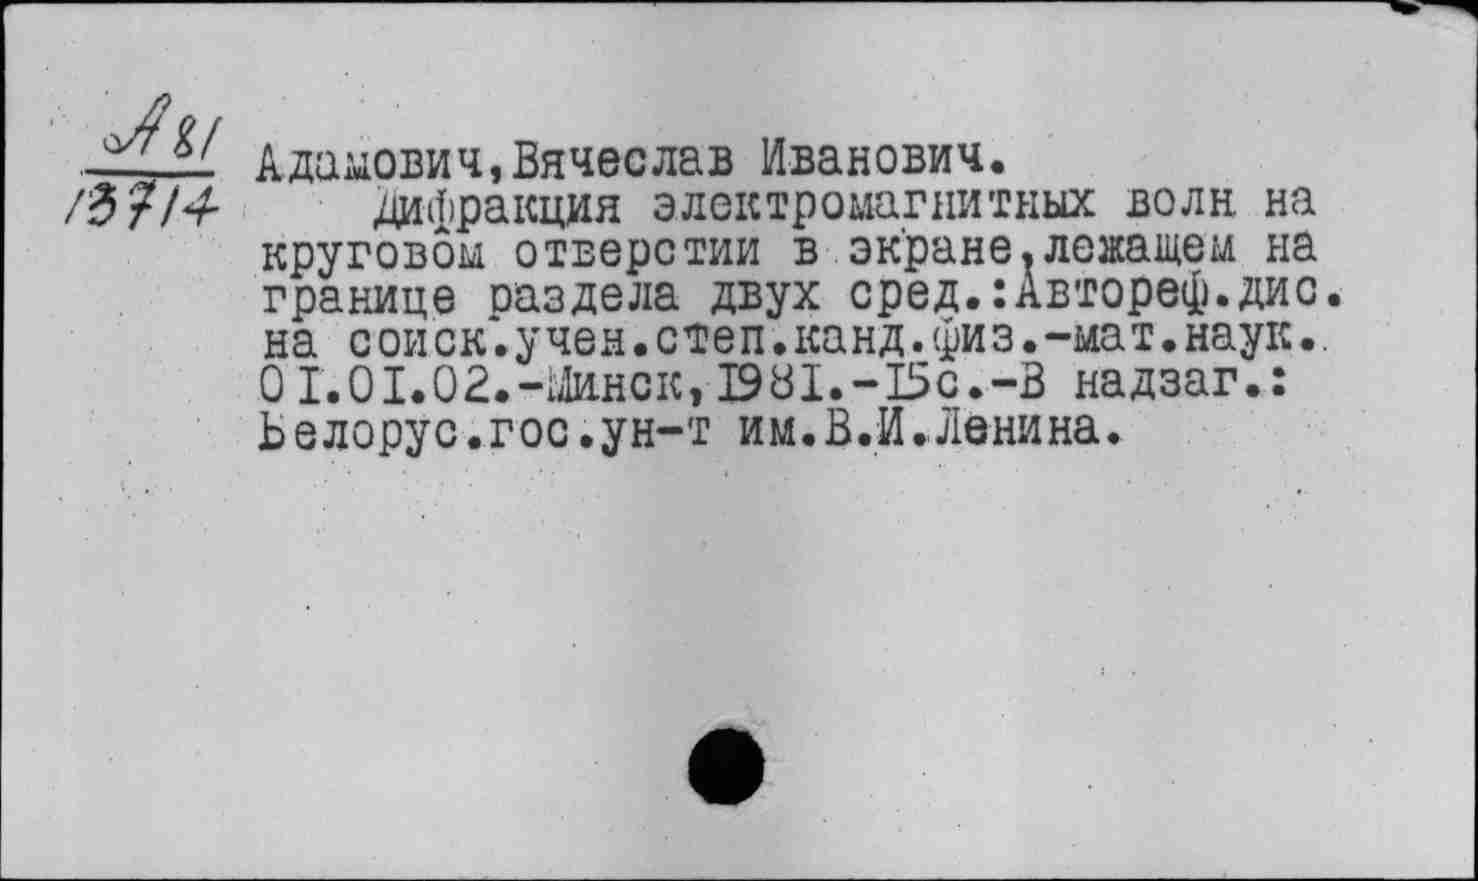 А81
13714
Адамович,Вячеслав Иванович.
Дифракция электромагнитных волн на
круговом отверстии в экране,лежащем на
границе раздела двух сред.:Автореф.дис.
на соиск.учен.степ.канд.физ.-мат.наук.
01.01.02.-Минск,1981.-15с.-В надзаг.:
Белорус.гос.ун-т им.В.И.Ленина.